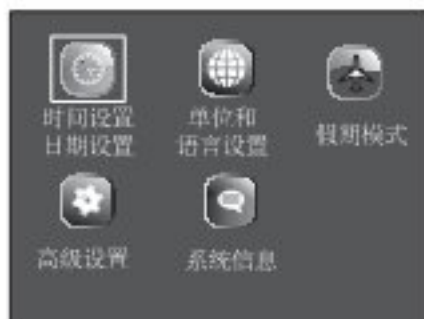 时间设置
日期设置
单位和
语言设置
假期模式
高级设置
系统信息